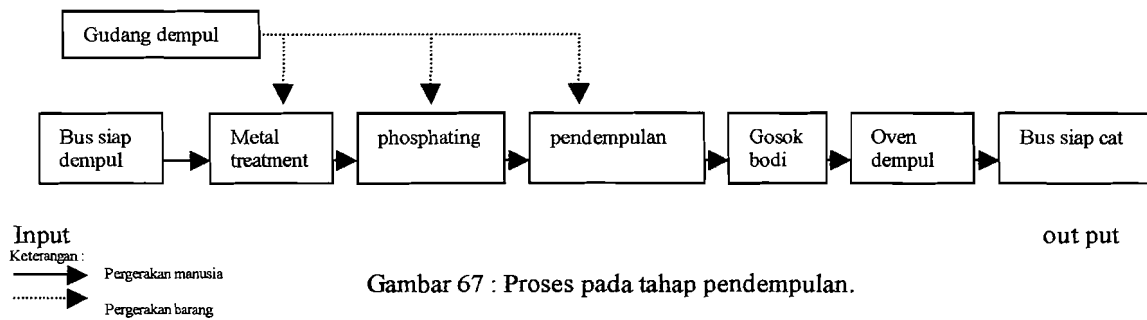 Gudang dempul
Bus siap
dempul
Metal
treatment
phosphating
pendempulan
Gosok
bodi
Oven
dempul
Bus siap cat
Input
out put
Keterangan :
Pergerakan manusia
Pergerakan barang
Gambar 67 : Proses pada tahap pendempulan.